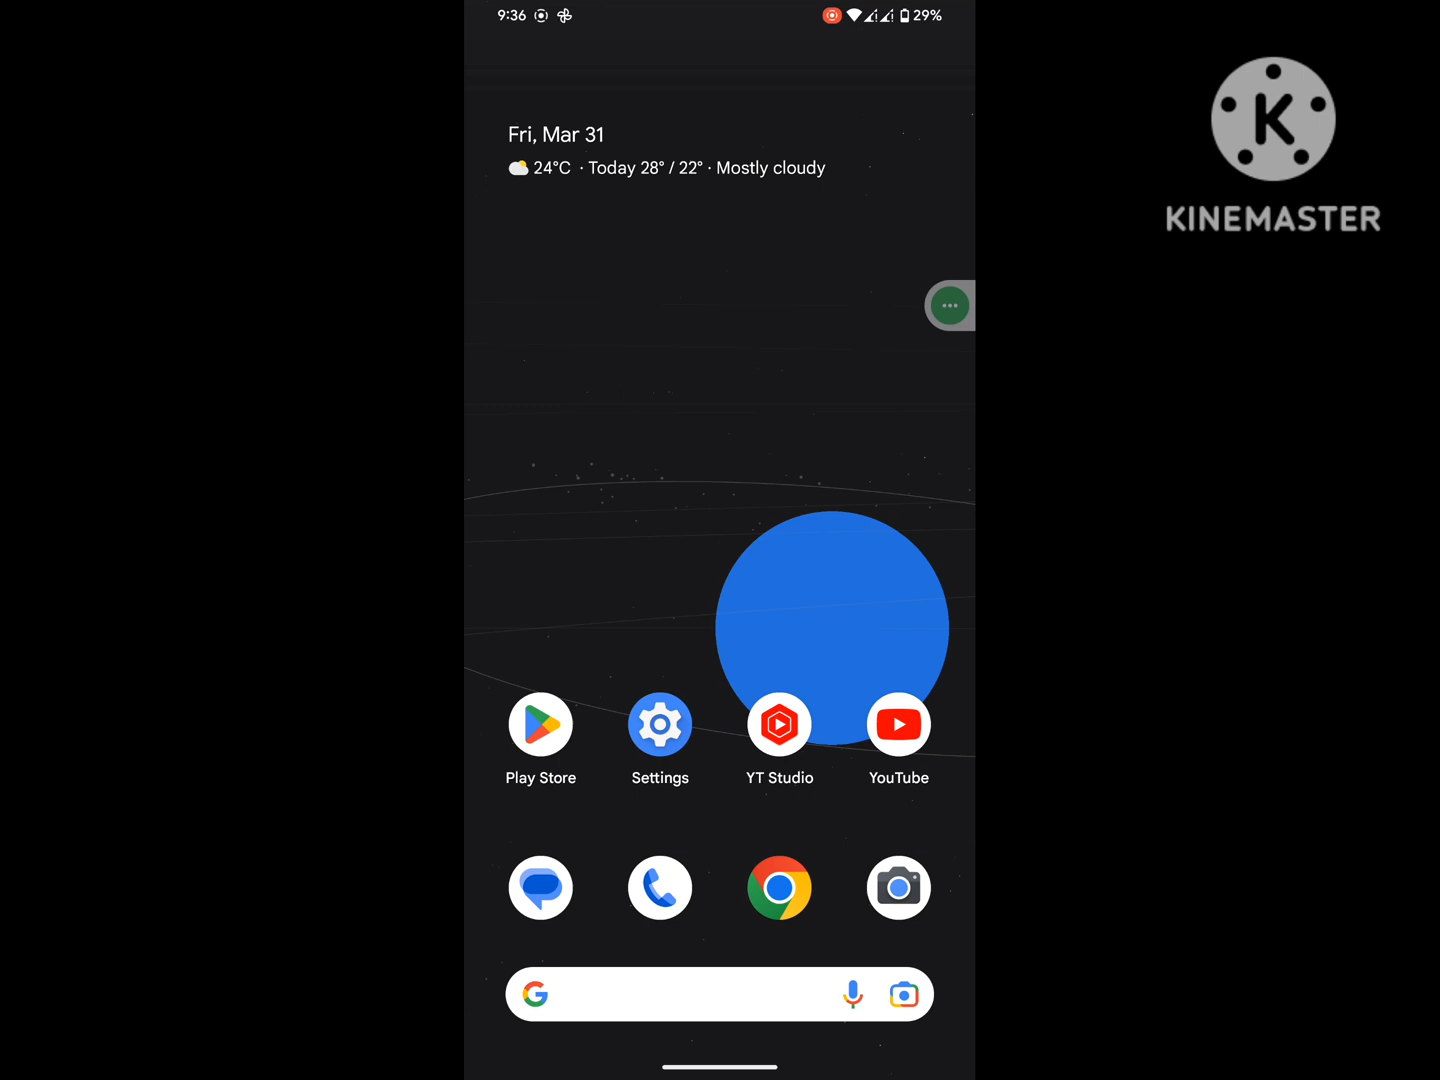 9:36
29%
Fri, Mar 31
24°C · Today 28° / 22° · Mostly cloudy
K
KINEMASTER
Play Store
Settings
YT Studio
YouTube
G